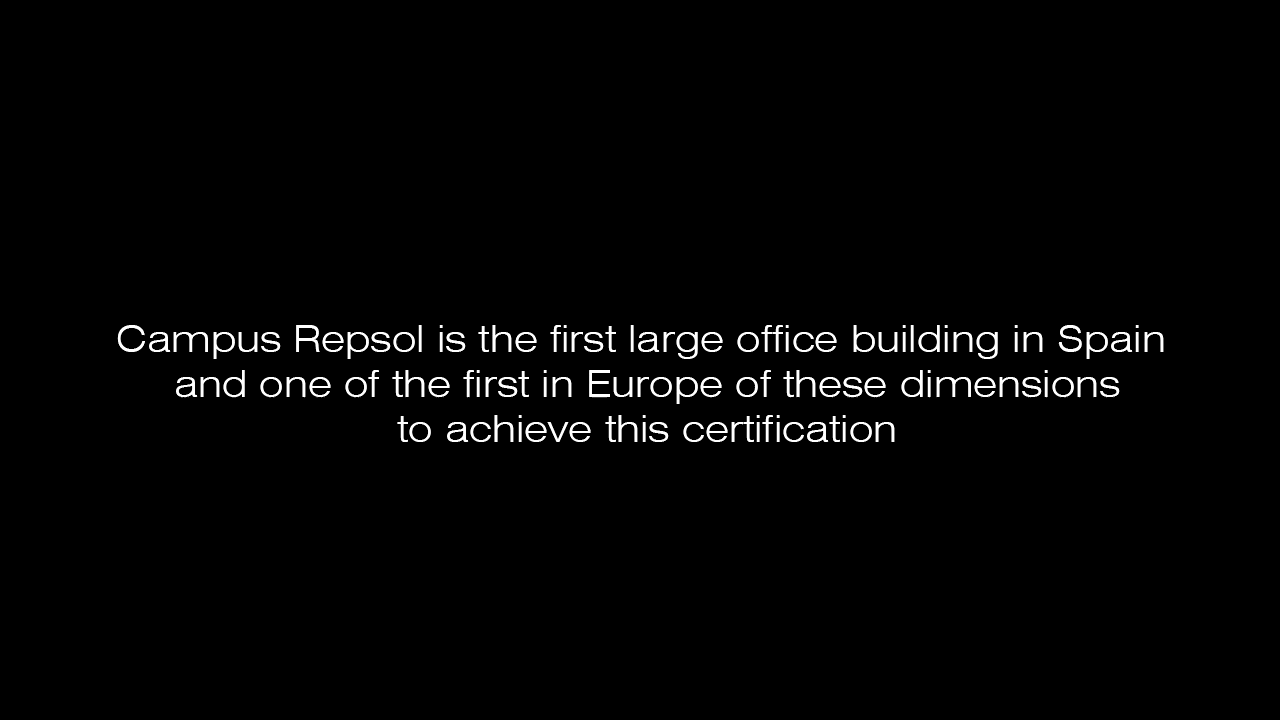 Campus Repsol is the first large office building in Spain
and one of the first in Europe of these dimensions
to achieve this certification